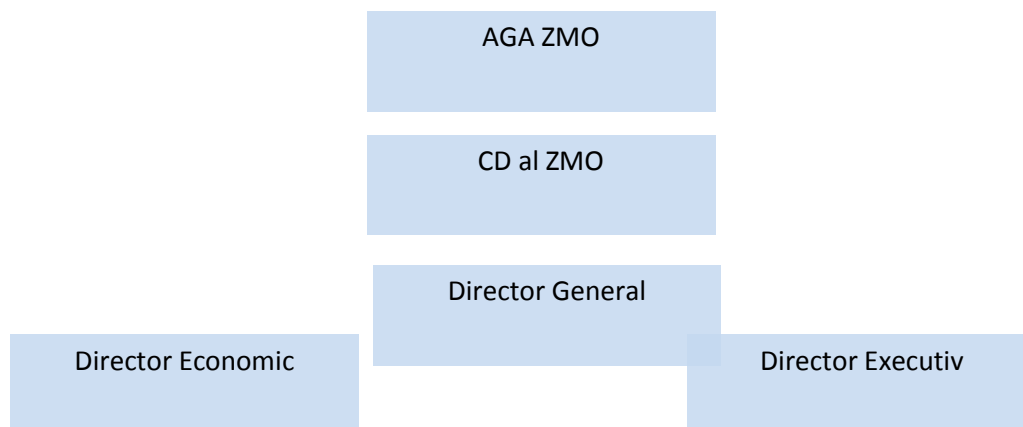 AGA ZMO
CD al ZMO
Director General
Director Economic
Director Executiv